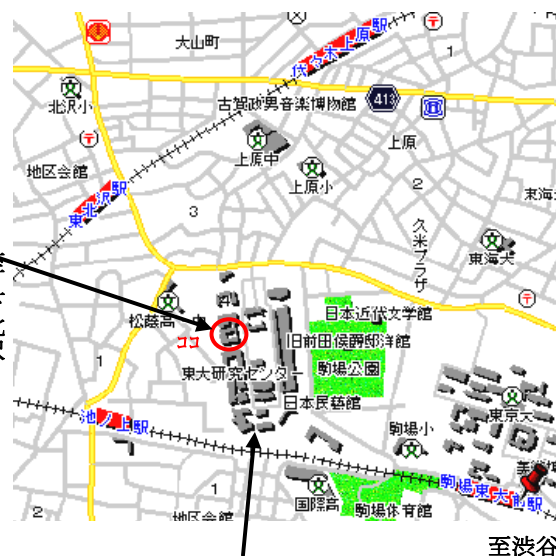 大山町
代々木上原駅
1
北沢小
古賀政男音楽博物館
413
上原中
上原
地区会館
上原小
2
東北沢駅
3
東海大
久米プラザ
日本近代文学館
松蔭高
ココ
旧前田侯爵邸洋館
1
東大研究センター
駒場公園
日本民藝館
池ノ上駅
駒場小
東京大
駒場東大前駅
1
国際高
2
地区会館
駒場体育館
至渋谷